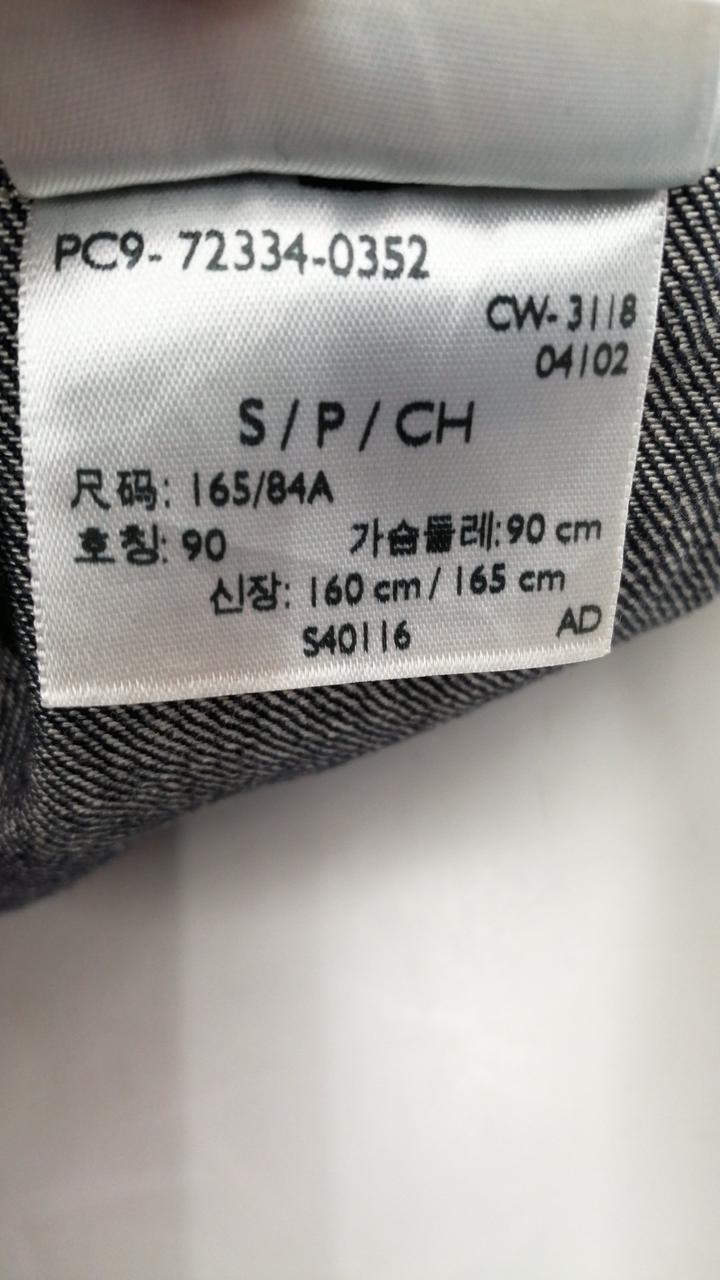 PC9- 72334-0352
CW- 3118
04102
S / P / CH
尺码: 165/84A
호칭: 90 가슴둘레: 90 cm
신장: 160 cm / 165 cm
S40116 AD